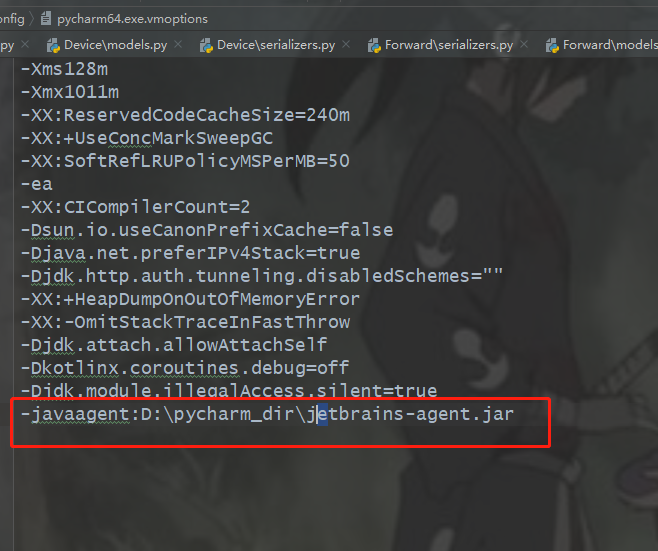 onfig pycharm64.exe.vmoptions
py Device\models.py Device\serializers.py Forward\serializers.py Forward\models
-Xms128m
-Xmx1011m
-XX:ReservedCodeCacheSize=240m
-XX:+UseConcMarkSweepGC
-XX:SoftRefLRUPolicyMSPerMB=50
-ea
-XX:CICompilerCount=2
-Dsun.io.useCanonPrefixCache=false
-Djava.net.preferIPv4Stack=true
-Djdk.http.auth.tunneling.disabledSchemes=""
-XX:+HeapDumpOnOutOfMemoryError
-XX:-OmitStackTraceInFastThrow
-Djdk.attach.allowAttachSelf
-Dkotlinx.coroutines.debug=off
-Djdk.module.illegalAccess.silent=true
-javaagent:D:\pycharm_dir\jetbrains-agent.jar